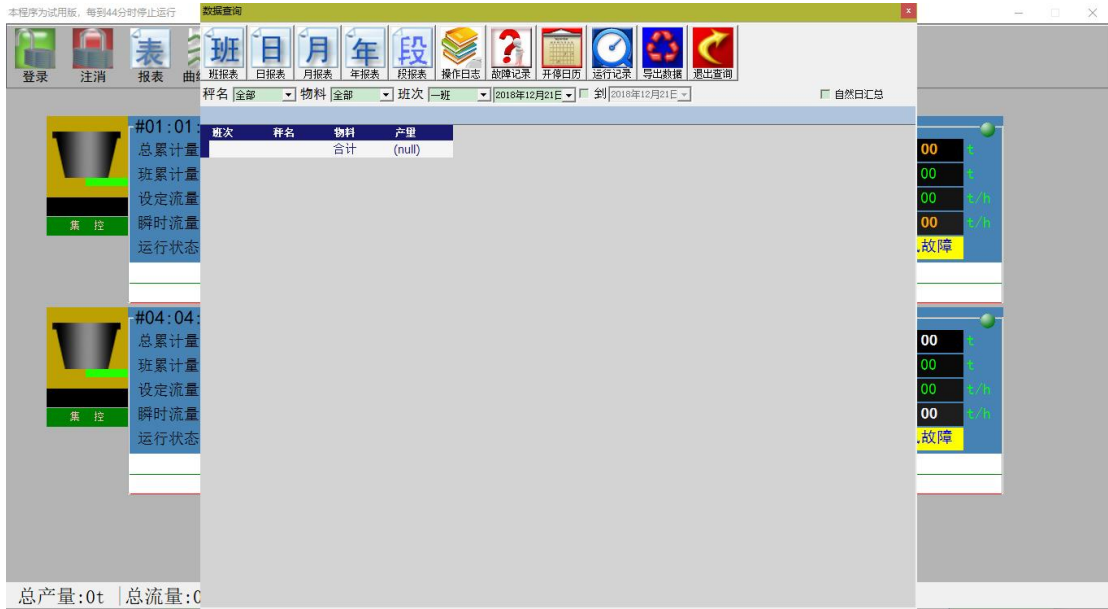 本程序为试用版，每到44分时停止运行
数据查询
登录 注消 报表
班 日 月 年 段
班报表 日报表 月报表 年报表 段报表 操作日志 故障记录 开停日历 运行记录 导出数据 退出查询
秤名 全部 物料 全部 班次 一班 2018年12月21日 到 2018年12月21日 自然日汇总
班次 秤名 物料 产里
合计 (null)
#01:01:
总累计量 00 t
班累计量 00 t
设定流量 00 t/h
瞬时流量 00 t/h
运行状态 故障
集 控
#04:04:
总累计量 00 t
班累计量 00 t
设定流量 00 t/h
瞬时流量 00 t/h
运行状态 故障
集 控
总产量:0t 总流量:0